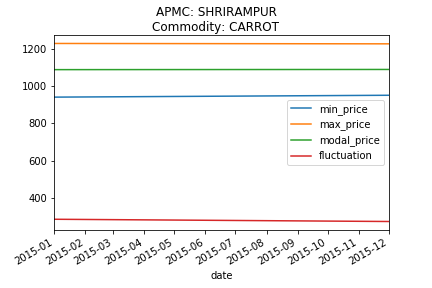 APMC: SHRIRAMPUR
Commodity: CARROT
1200
1000
800
600
400
min_price
max_price
modal_price
fluctuation
2015-01
2015-02
2015-03
2015-04
2015-05
2015-06
2015-07
2015-08
2015-09
2015-10
2015-11
2015-12
date